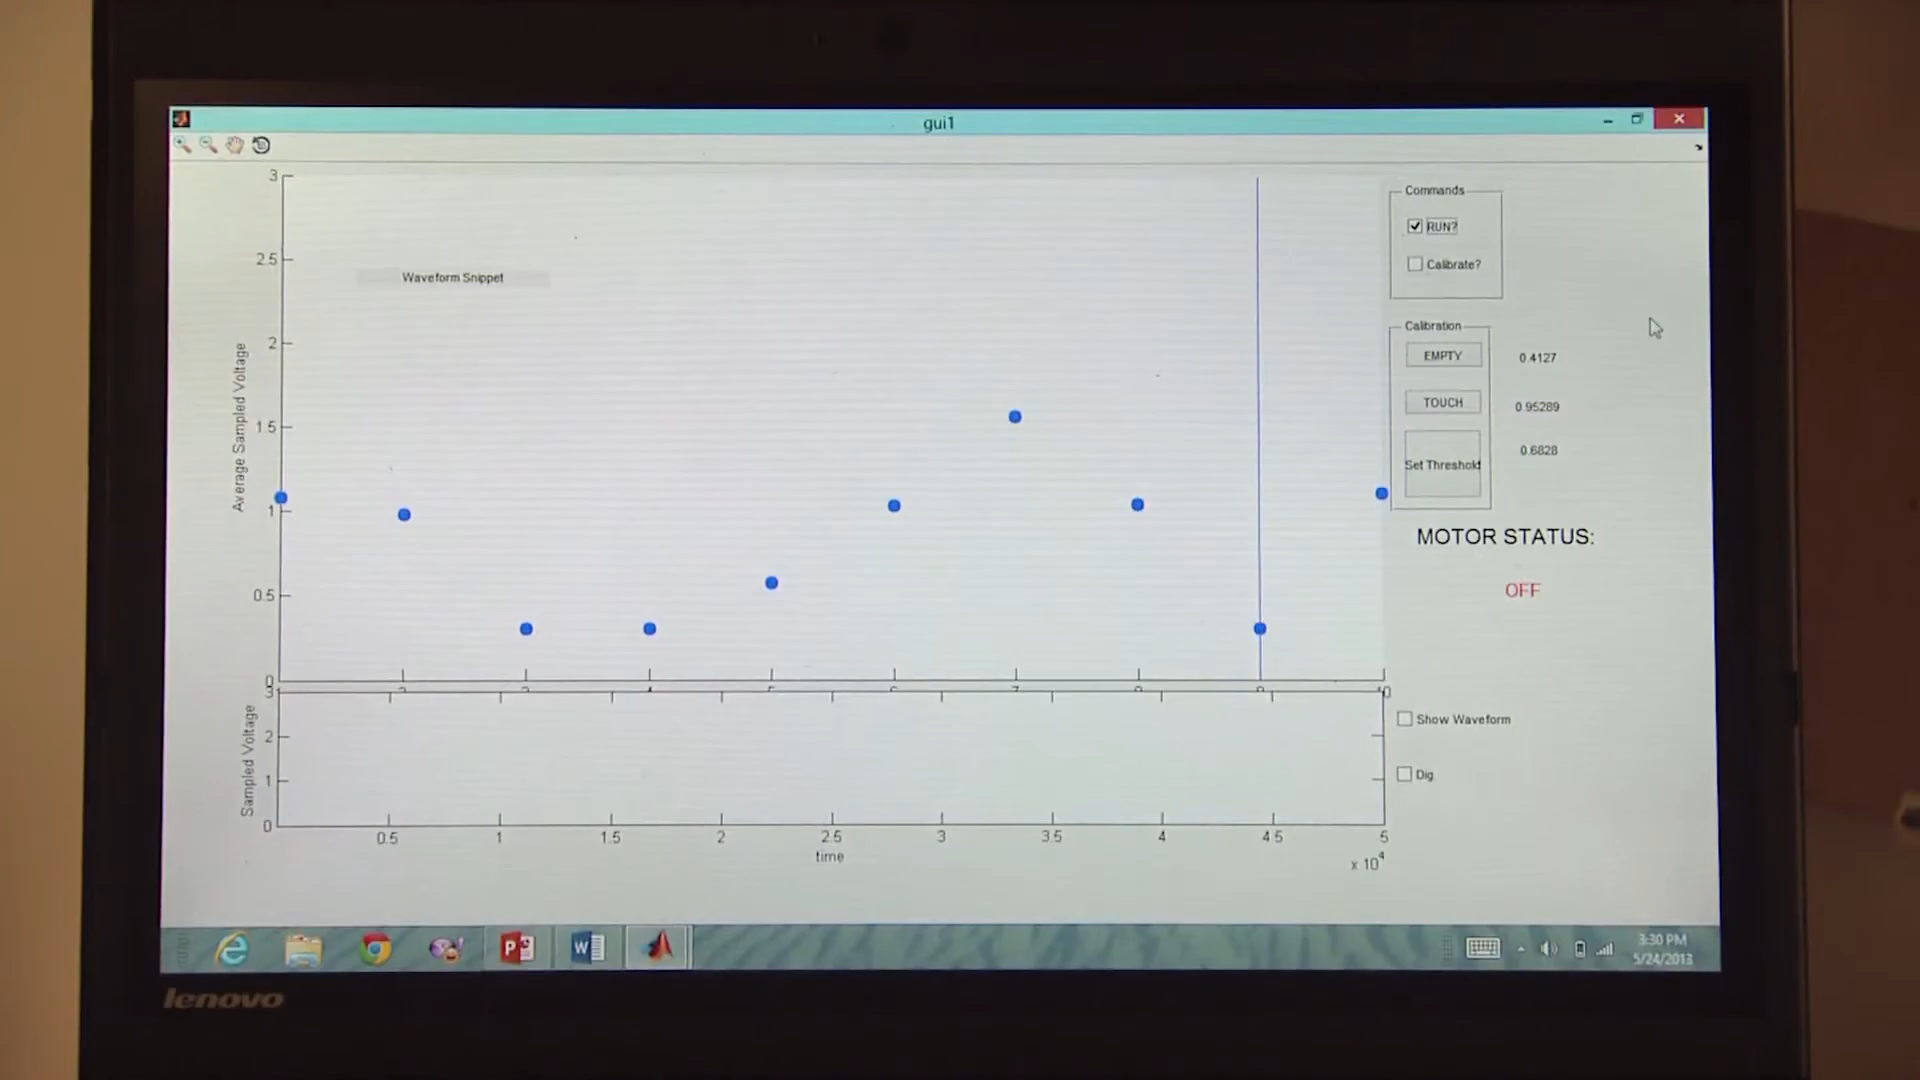 gui1
3
2.5
2
1.5
1
0.5
0
Average Sampled Voltage
Waveform Snippet
10
Commands
RUN?
Calibrate?
Calibration
EMPTY
0.4127
TOUCH
0.95289
Set Threshold
0.6828
MOTOR STATUS:
OFF
3
2
1
0
Sampled Voltage
0.5 1 1.5 2 2.5 3 3.5 4 4.5 5
time
x 10^4
Show Waveform
Dig
3:30 PM
5/24/2013
lenovo